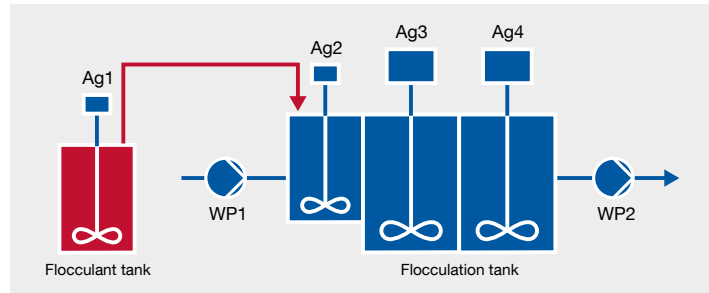 Ag1
Ag2
Ag3
Ag4
WP1
WP2
Flocculant tank
Flocculation tank